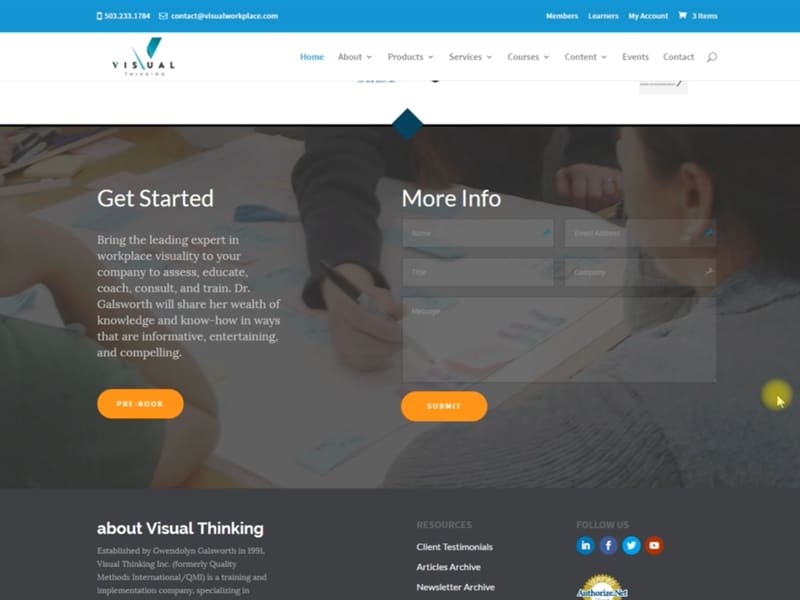 503.233.1784 contact@visualworkplace.com
Members Learners My Account 3 Items
VISUAL
THINKING
Home About Products Services Courses Content Events Contact
Get Started
Bring the leading expert in
workplace visuality to your
company to assess, educate,
coach, consult, and train. Dr.
Galsworth will share her wealth of
knowledge and know-how in ways
that are informative, entertaining,
and compelling.
PRE-BOOK
More Info
Name
Email Address
Title
Company
Message
SUBMIT
about Visual Thinking
Established by Gwendolyn Galsworth in 1991,
Visual Thinking Inc. (formerly Quality
Methods International/QMI) is a training and
implementation company, specializing in
RESOURCES
Client Testimonials
Articles Archive
Newsletter Archive
FOLLOW US
Authorize.Net